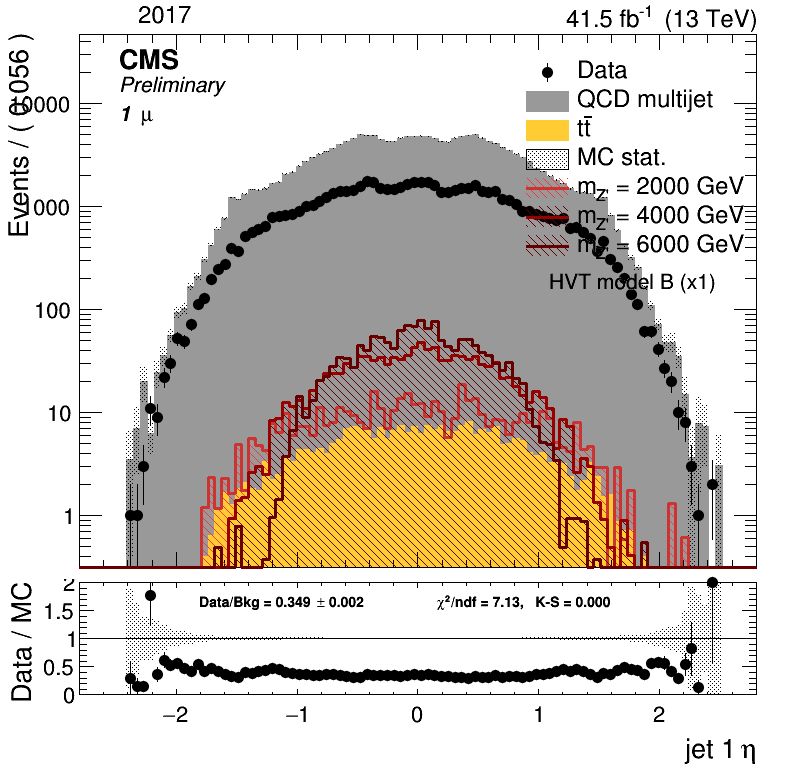 2017
41.5 fb⁻¹ (13 TeV)
CMS
Preliminary
1 μ
Events / ( 0.056 )
10000
1000
100
10
1
Data
QCD multijet
tt̄
MC stat.
m_Z' = 2000 GeV
m_Z' = 4000 GeV
m_Z' = 6000 GeV
HVT model B (x1)
Data / MC
2
1.5
1
0.5
0
Data/Bkg = 0.349 ± 0.002
χ²/ndf = 7.13, K-S = 0.000
−2 −1 0 1 2
jet 1 η